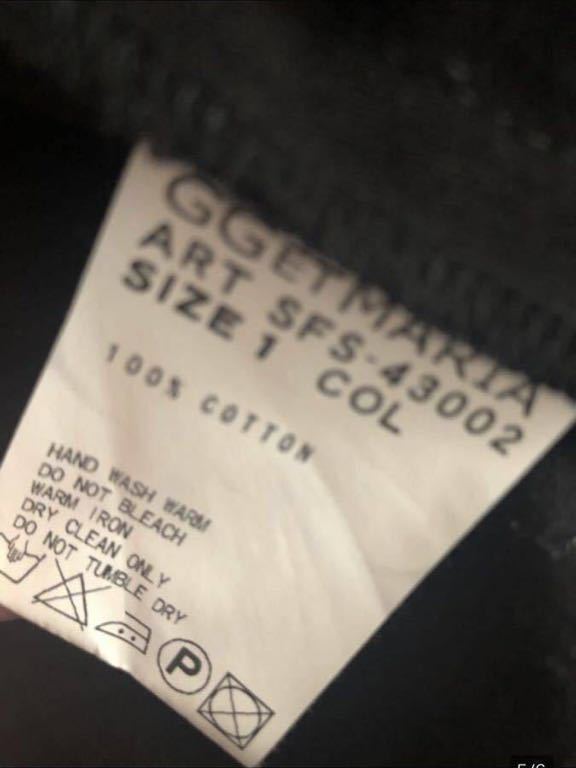 GGETMARIA
ART SFS-43002
SIZE 1 COL
100% COTTON
HAND WASH WARM
DO NOT BLEACH
WARM IRON
DRY CLEAN ONLY
DO NOT TUMBLE DRY
P